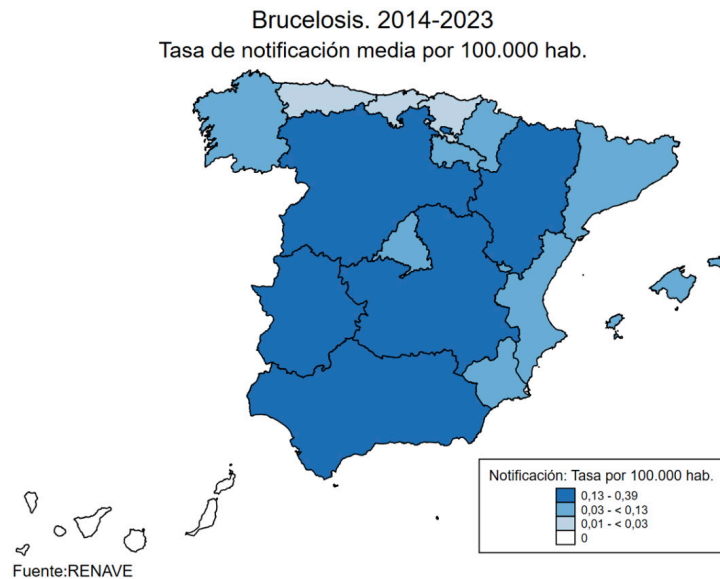 Brucelosis. 2014-2023
Tasa de notificación media por 100.000 hab.
Notificación: Tasa por 100.000 hab.
0,13 - 0,39
0,03 - < 0,13
0,01 - < 0,03
0
Fuente:RENAVE